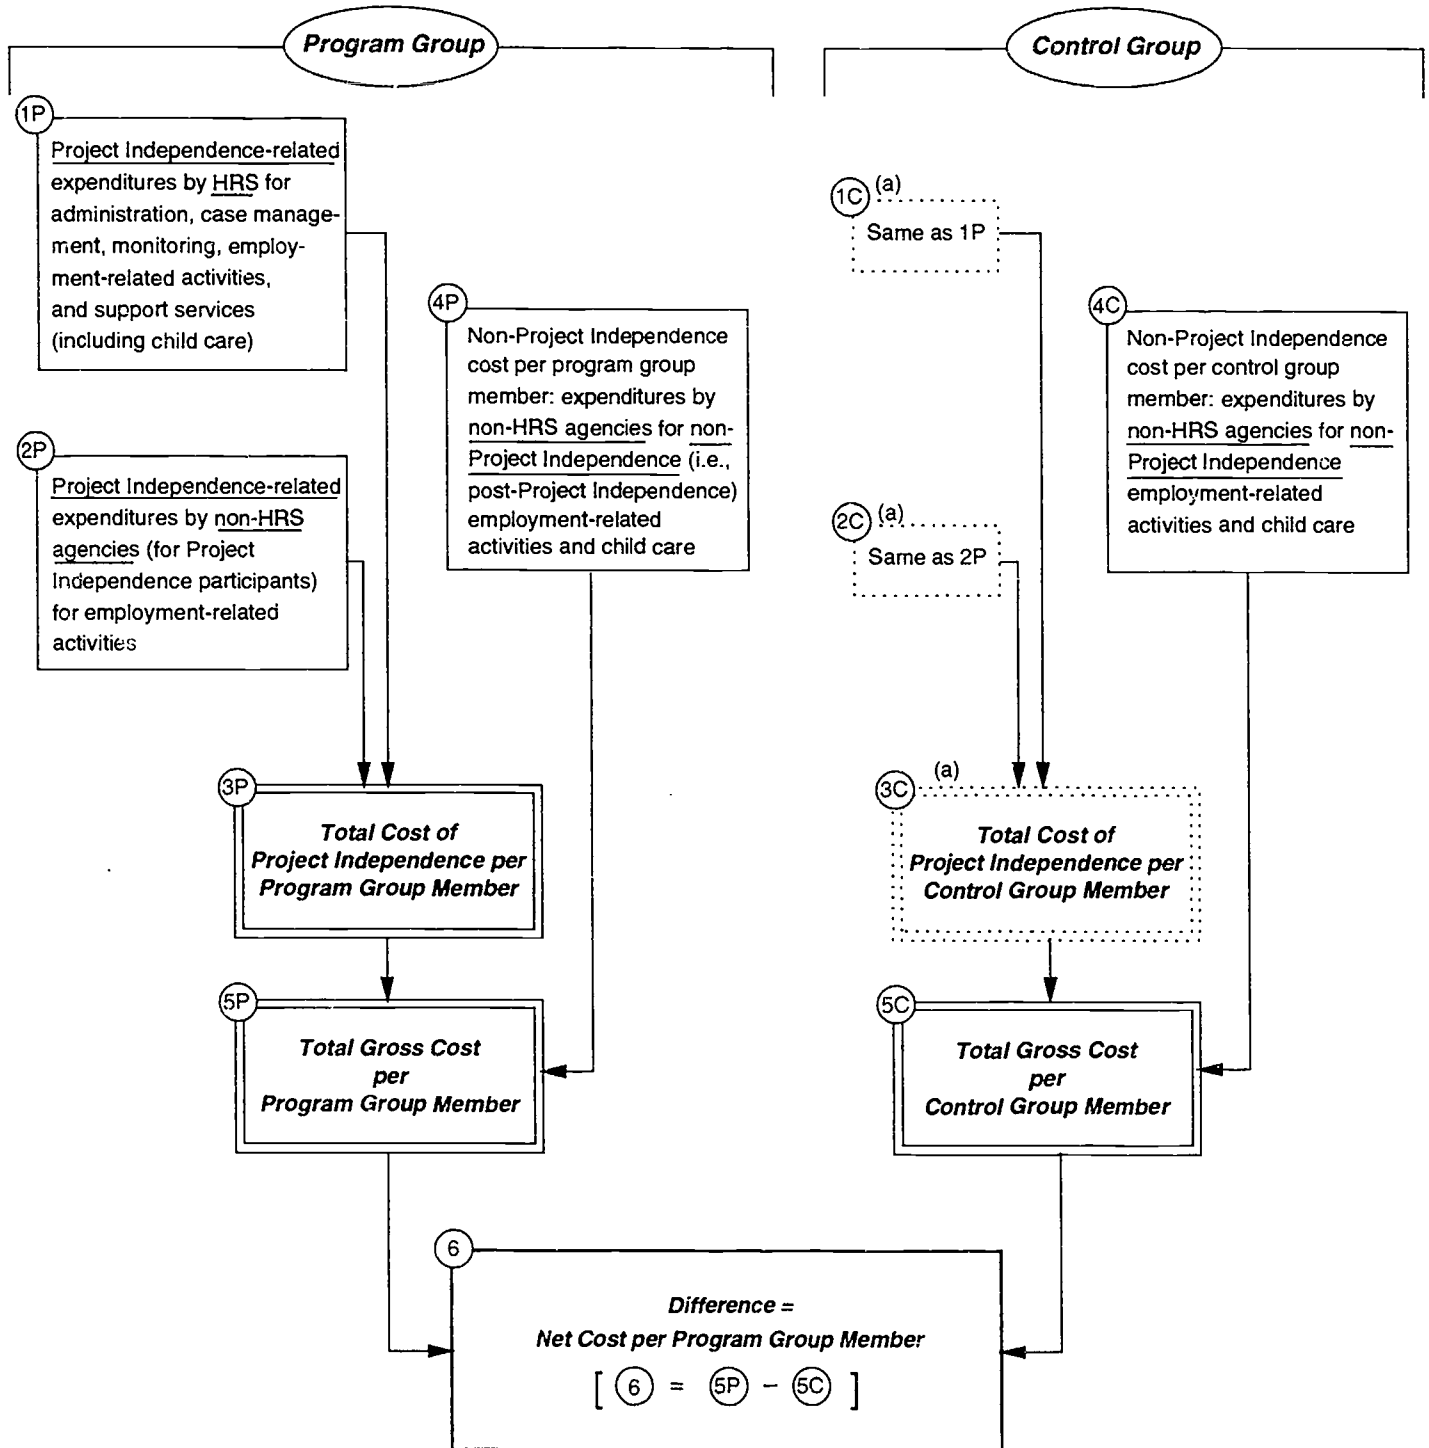 Program Group
1P
Project Independence-related
expenditures by HRS for
administration, case manage-
ment, monitoring, employ-
ment-related activities,
and support services
(including child care)
2P
Project Independence-related
expenditures by non-HRS
agencies (for Project
Independence participants)
for employment-related
activities
4P
Non-Project Independence
cost per program group
member: expenditures by
non-HRS agencies for non-
Project Independence (i.e.,
post-Project Independence)
employment-related
activities and child care
3P
Total Cost of
Project Independence per
Program Group Member
5P
Total Gross Cost
per
Program Group Member
Control Group
1C (a)
Same as 1P
2C (a)
Same as 2P
4C
Non-Project Independence
cost per control group
member: expenditures by
non-HRS agencies for non-
Project Independence
employment-related
activities and child care
3C (a)
Total Cost of
Project Independence per
Control Group Member
5C
Total Gross Cost
per
Control Group Member
6
Difference =
Net Cost per Program Group Member
[ 6 = 5P - 5C ]